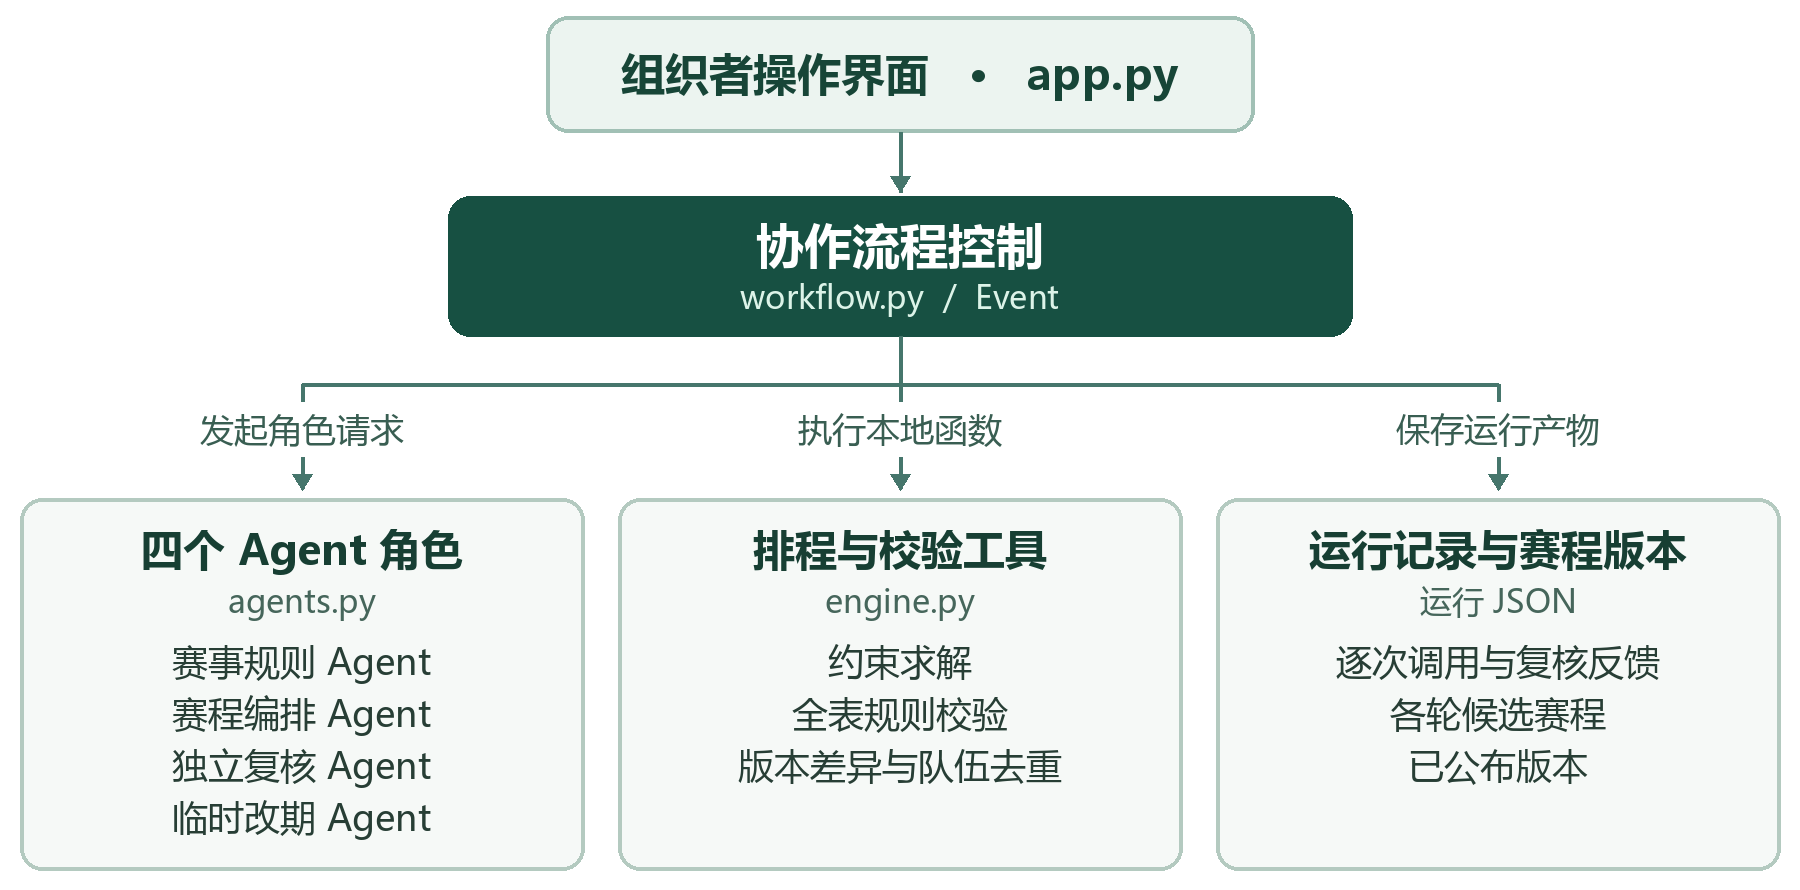 组织者操作界面 • app.py
协作流程控制
workflow.py / Event
发起角色请求
执行本地函数
保存运行产物
四个 Agent 角色
agents.py
赛事规则 Agent
赛程编排 Agent
独立复核 Agent
临时改期 Agent
排程与校验工具
engine.py
约束求解
全表规则校验
版本差异与队伍去重
运行记录与赛程版本
运行 JSON
逐次调用与复核反馈
各轮候选赛程
已公布版本